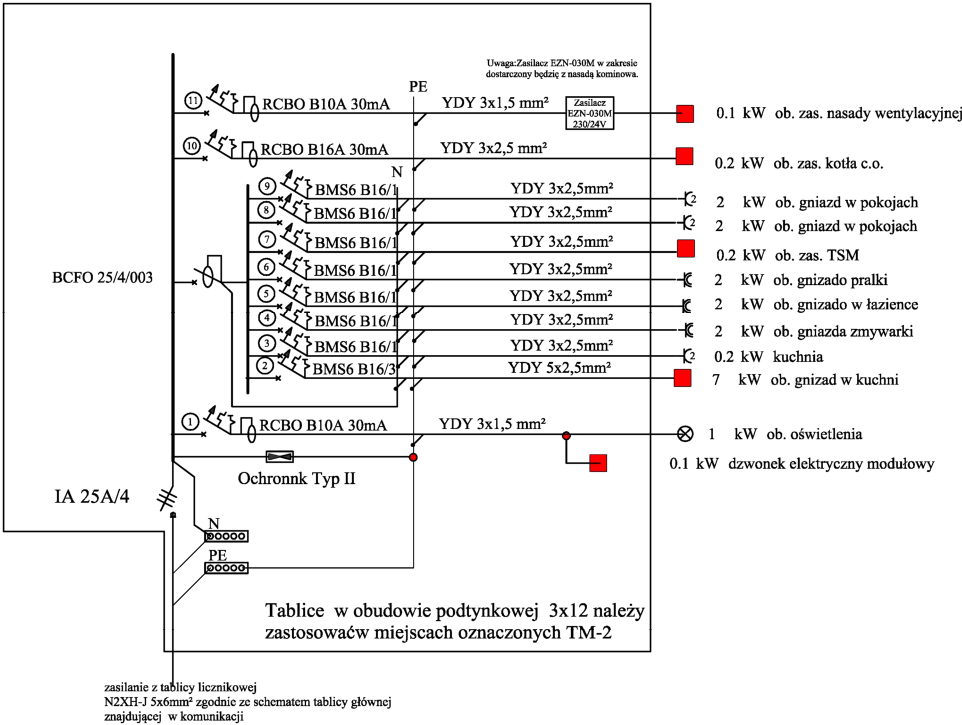 Uwaga:Zasilacz EZN-030M w zakresie
dostarczony będzię z nasadą kominowa.
PE
11 RCBO B10A 30mA YDY 3x1,5 mm² Zasilacz EZN-030M 230/24V 0.1 kW ob. zas. nasady wentylacyjnej
10 RCBO B16A 30mA YDY 3x2,5 mm² 0.2 kW ob. zas. kotła c.o.
N
9 BMS6 B16/1 YDY 3x2,5mm² 2 2 kW ob. gniazd w pokojach
8 BMS6 B16/1 YDY 3x2,5mm² 2 2 kW ob. gniazd w pokojach
7 BMS6 B16/1 YDY 3x2,5mm² 0.2 kW ob. zas. TSM
BCFO 25/4/003
6 BMS6 B16/1 YDY 3x2,5mm² 2 kW ob. gnizado pralki
5 BMS6 B16/1 YDY 3x2,5mm² 2 kW ob. gnizado w łazience
4 BMS6 B16/1 YDY 3x2,5mm² 2 kW ob. gniazda zmywarki
3 BMS6 B16/1 YDY 3x2,5mm² 2 0.2 kW kuchnia
2 BMS6 B16/3 YDY 5x2,5mm² 7 kW ob. gnizad w kuchni
1 RCBO B10A 30mA YDY 3x1,5 mm² 1 kW ob. oświetlenia
0.1 kW dzwonek elektryczny modułowy
Ochronnk Typ II
IA 25A/4
N
PE
Tablice w obudowie podtynkowej 3x12 należy
zastosowaćw miejscach oznaczonych TM-2
zasilanie z tablicy licznikowej
N2XH-J 5x6mm² zgodnie ze schematem tablicy głównej
znajdującej w komunikacji